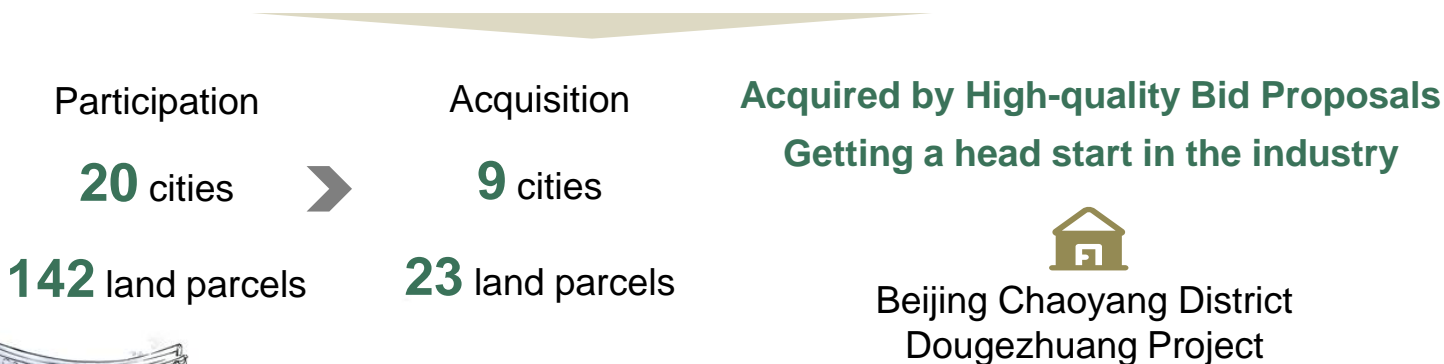 Participation
20 cities
142 land parcels
Acquisition
9 cities
23 land parcels
Acquired by High-quality Bid Proposals
Getting a head start in the industry
Beijing Chaoyang District
Dougezhuang Project